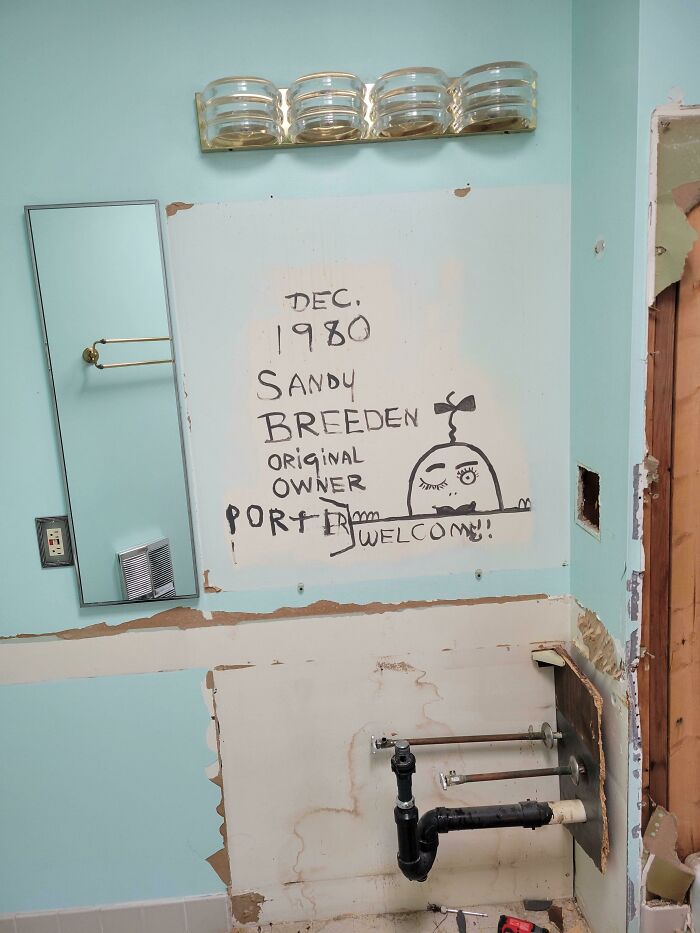 DEC.
1980
SANDY
BREEDEN
ORIGINAL
OWNER
PORTER
WELCOME!!